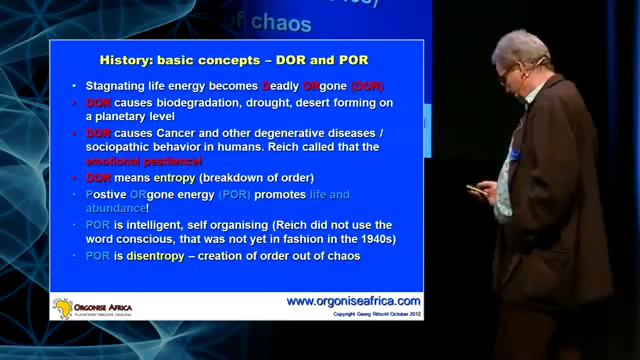 of chaos
1940s)
History: basic concepts – DOR and POR
• Stagnating life energy becomes Deadly ORgone (DOR)
• DOR causes biodegradation, drought, desert forming on
a planetary level
• DOR causes Cancer and other degenerative diseases /
sociopathic behavior in humans. Reich called that the
emotional pestilence!
• DOR means entropy (breakdown of order)
• Postive ORgone energy (POR) promotes life and
abundance!
• POR is intelligent, self organising (Reich did not use the
word conscious, that was not yet in fashion in the 1940s)
• POR is disentropy – creation of order out of chaos
ORGONISE AFRICA
PLANETARY ORGONE HEALING
www.orgoniseafrica.com
Copyright Georg Ritschl October 2012